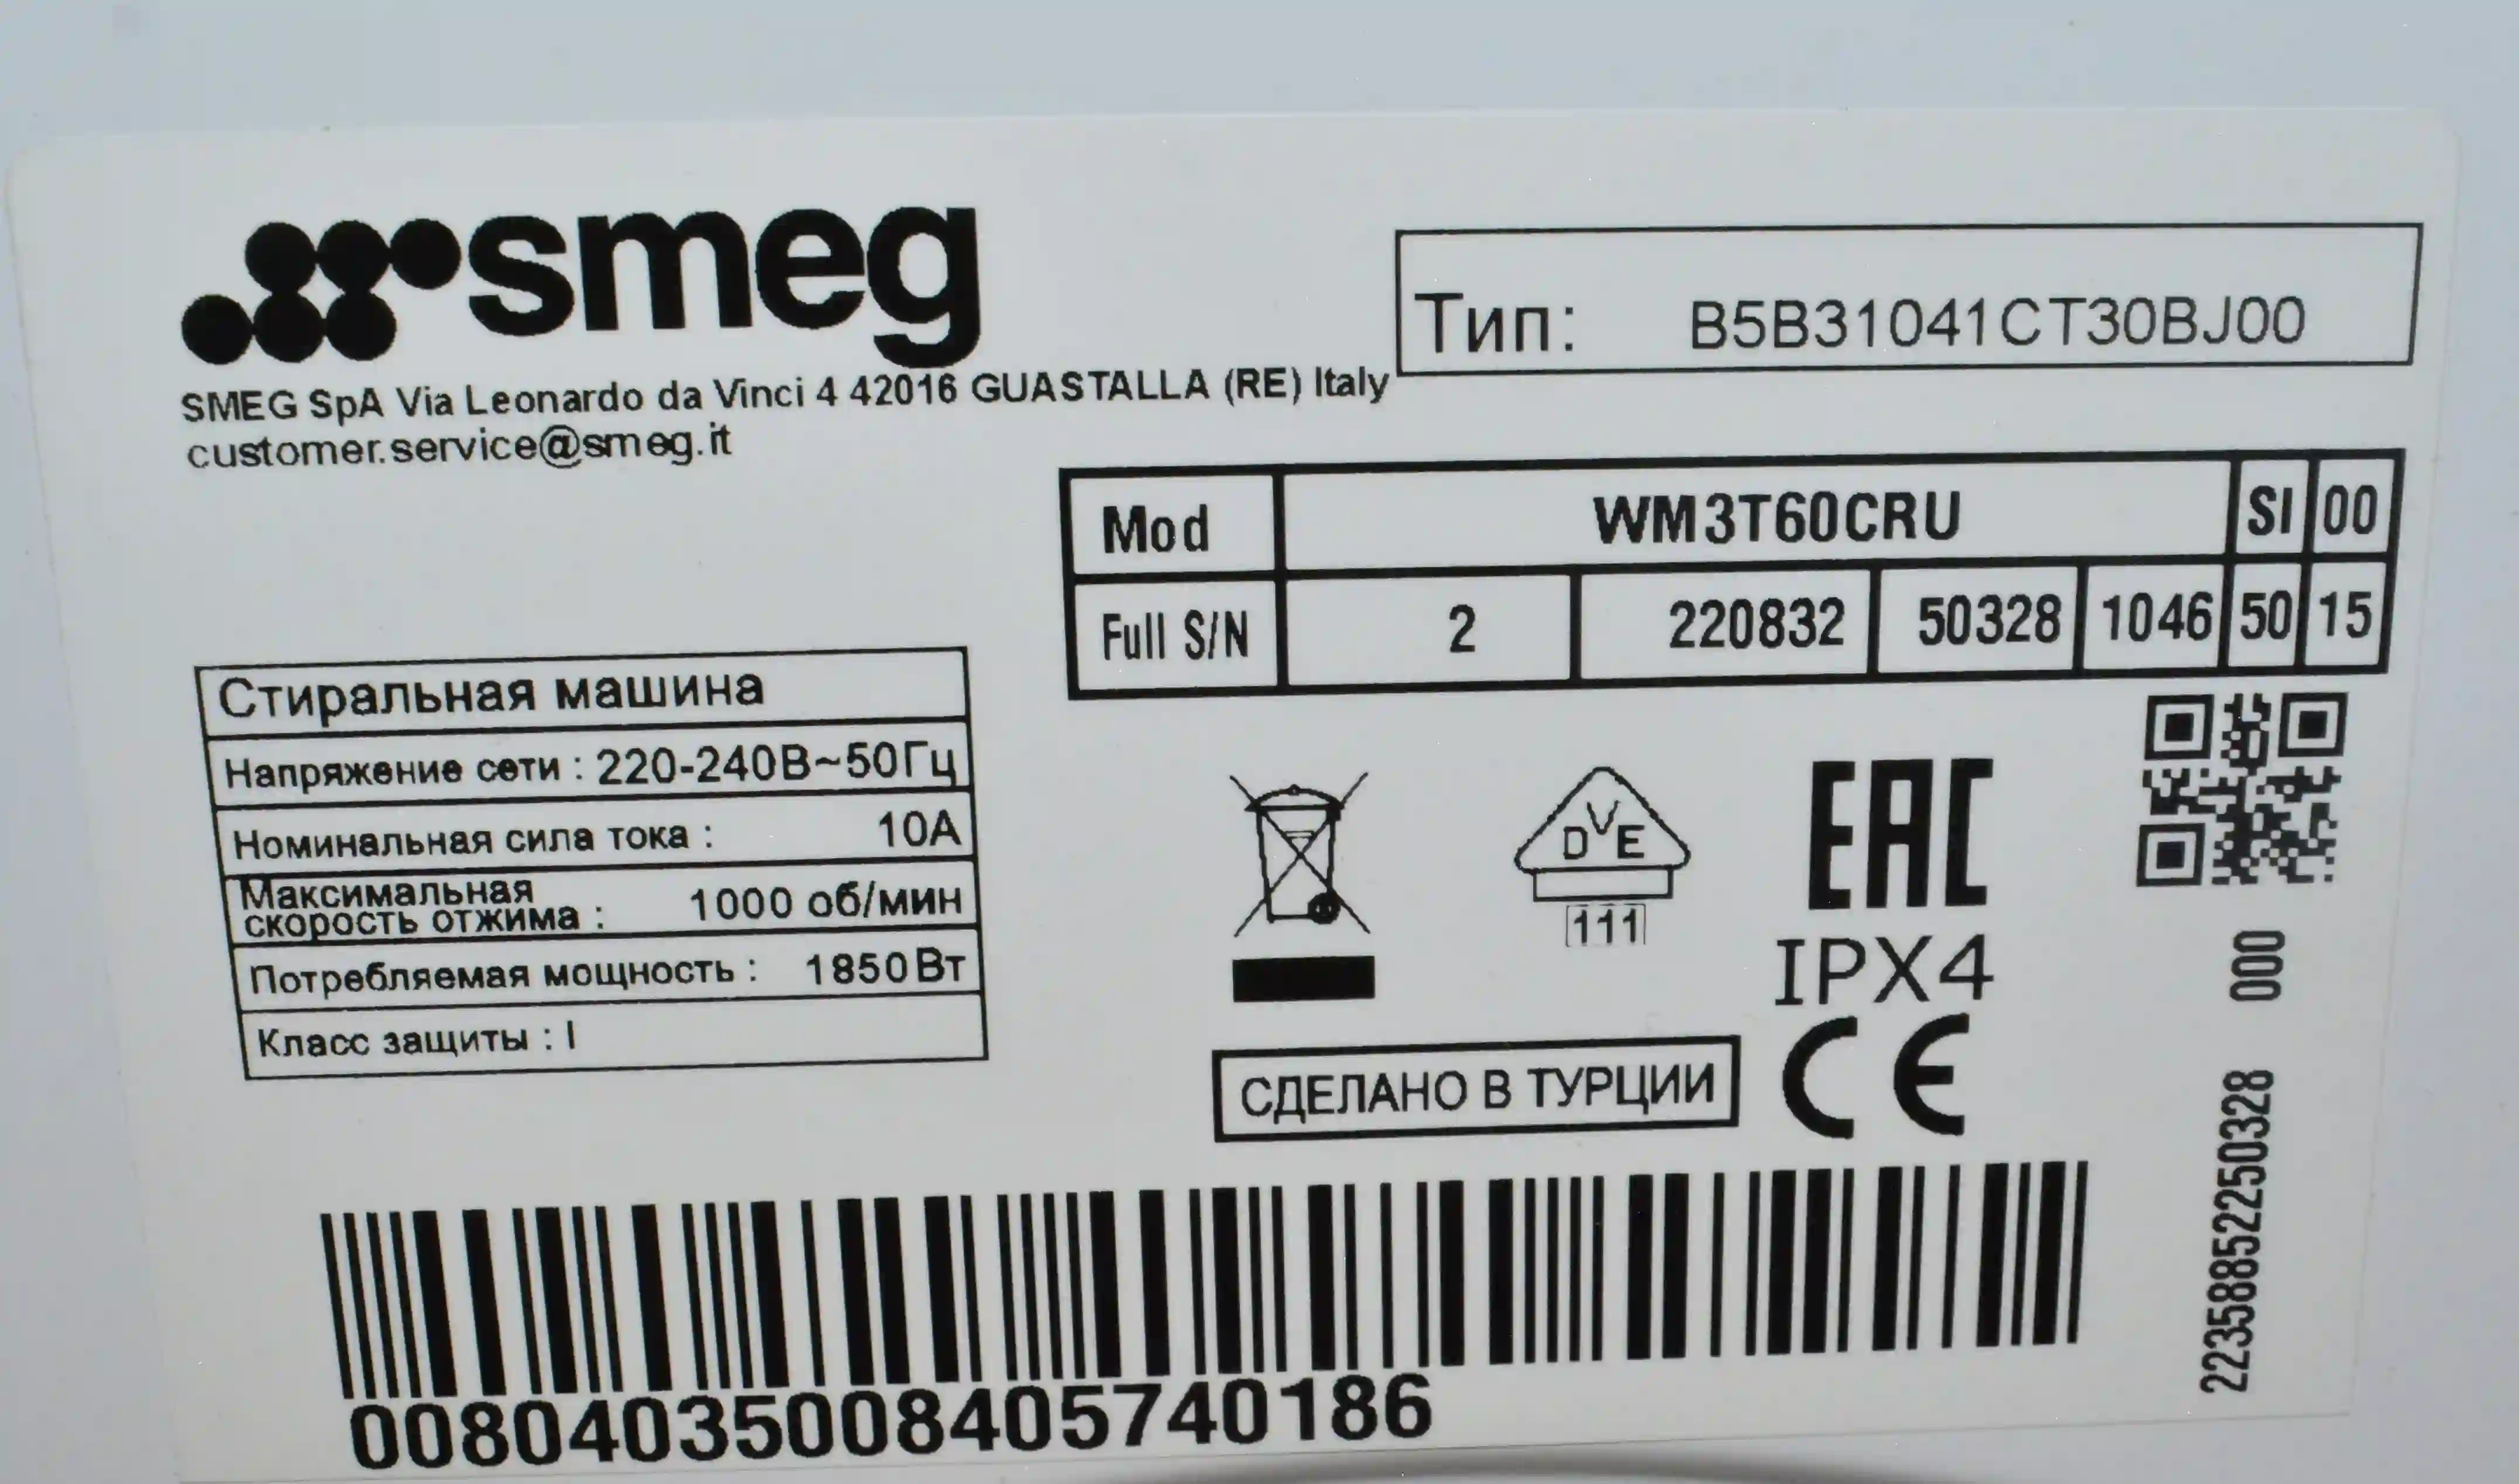 smeg
SMEG SpA Via Leonardo da Vinci 4 42016 GUASTALLA (RE) Italy
customer.service@smeg.it
Тип: B5B31041CT30BJ00
Mod WM3T60CRU SI 00
Full S/N 2 220832 50328 1046 50 15
Стиральная машина
Напряжение сети : 220-240В~50Гц
Номинальная сила тока : 10А
Максимальная
скорость отжима : 1000 об/мин
Потребляемая мощность : 1850Вт
Класс защиты : I
DVE
111
EAC
IPX4
CE
СДЕЛАНО В ТУРЦИИ
00804035008405740186
22358852250328 000